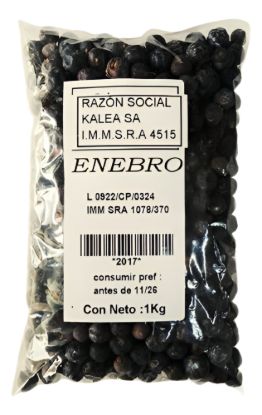 RAZÓN SOCIAL
KALEA SA
I.M.M.S.R.A 4515
ENEBRO
L 0922/CP/0324
IMM SRA 1078/370
*2017*
consumir pref :
antes de 11/26
Con Neto :1Kg